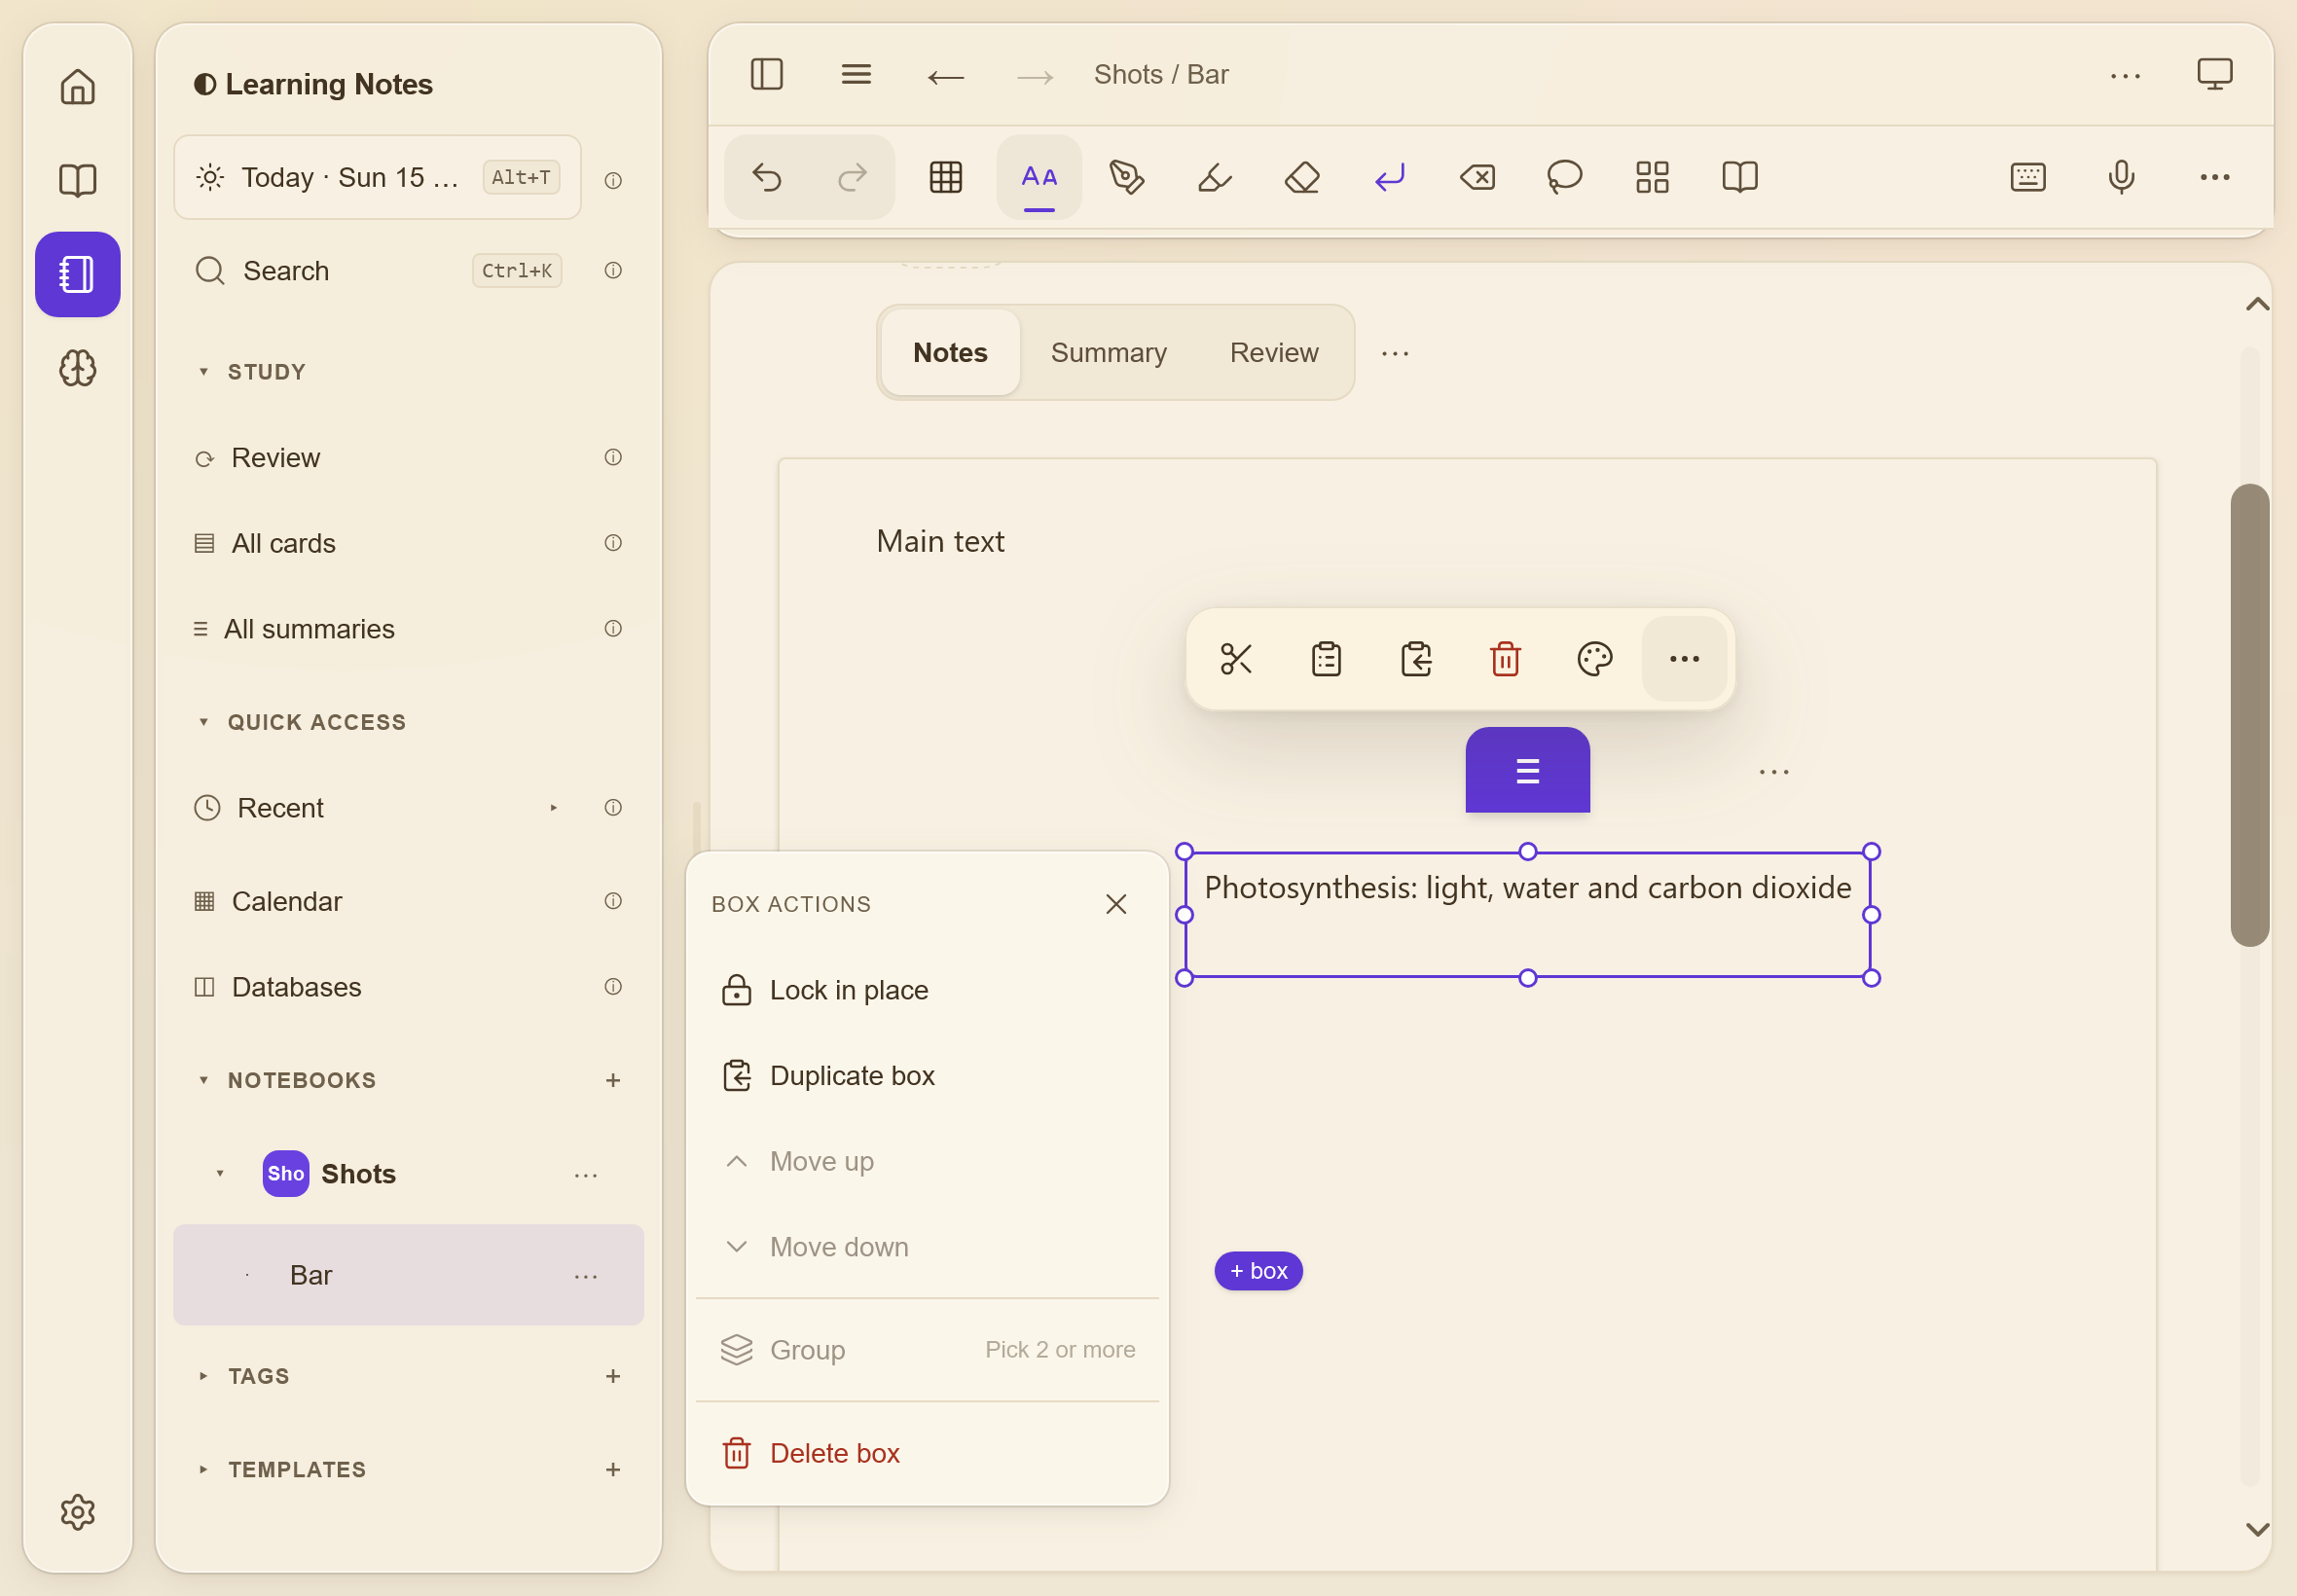 Learning Notes
Today · Sun 15 ... Alt+T
Search Ctrl+K
STUDY
Review
All cards
All summaries
QUICK ACCESS
Recent
Calendar
Databases
NOTEBOOKS
Sho Shots
Bar
TAGS
TEMPLATES
Shots / Bar
Aa
Notes Summary Review
Main text
Photosynthesis: light, water and carbon dioxide
BOX ACTIONS
Lock in place
Duplicate box
Move up
Move down
Group Pick 2 or more
Delete box
+ box